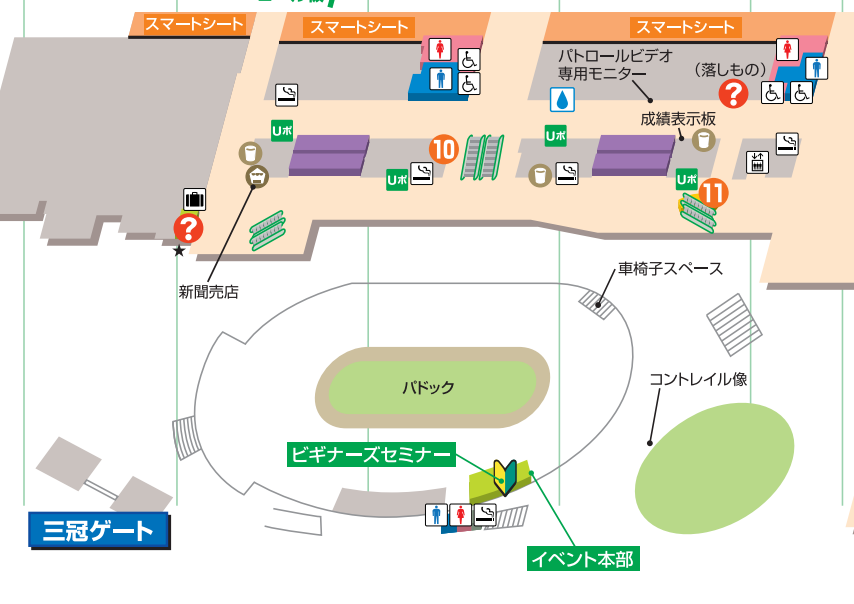 スマートシート
スマートシート
スマートシート
パトロールビデオ
専用モニター
(落しもの)
?
成績表示板
Uポ
Uポ
10
Uポ
Uポ
11
?
★
新聞売店
車椅子スペース
コントレイル像
パドック
ビギナーズセミナー
三冠ゲート
イベント本部